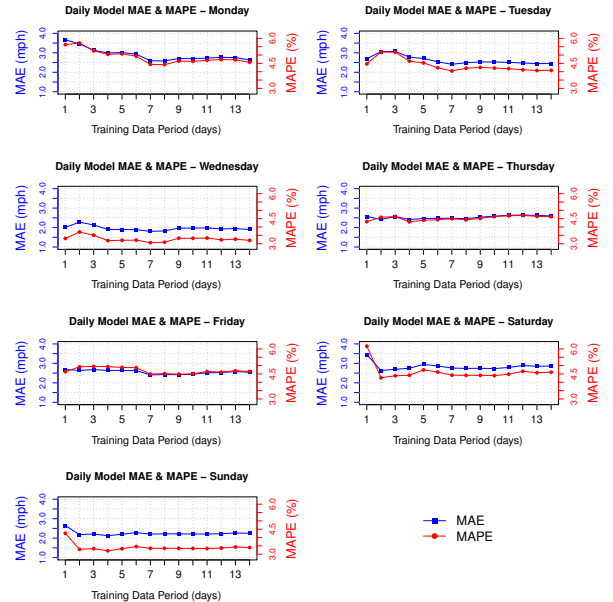 Daily Model MAE & MAPE – Monday
MAE (mph)
1.0 2.0 3.0 4.0
MAPE (%)
3.0 4.5 6.0
1 3 5 7 9 11 13
Training Data Period (days)
Daily Model MAE & MAPE – Tuesday
MAE (mph)
1.0 2.0 3.0 4.0
MAPE (%)
3.0 4.5 6.0
1 3 5 7 9 11 13
Training Data Period (days)
Daily Model MAE & MAPE – Wednesday
MAE (mph)
1.0 2.0 3.0 4.0
MAPE (%)
3.0 4.5 6.0
1 3 5 7 9 11 13
Training Data Period (days)
Daily Model MAE & MAPE – Thursday
MAE (mph)
1.0 2.0 3.0 4.0
MAPE (%)
3.0 4.5 6.0
1 3 5 7 9 11 13
Training Data Period (days)
Daily Model MAE & MAPE – Friday
MAE (mph)
1.0 2.0 3.0 4.0
MAPE (%)
3.0 4.5 6.0
1 3 5 7 9 11 13
Training Data Period (days)
Daily Model MAE & MAPE – Saturday
MAE (mph)
1.0 2.0 3.0 4.0
MAPE (%)
3.0 4.5 6.0
1 3 5 7 9 11 13
Training Data Period (days)
Daily Model MAE & MAPE – Sunday
MAE (mph)
1.0 2.0 3.0 4.0
MAPE (%)
3.0 4.5 6.0
1 3 5 7 9 11 13
Training Data Period (days)
MAE
MAPE